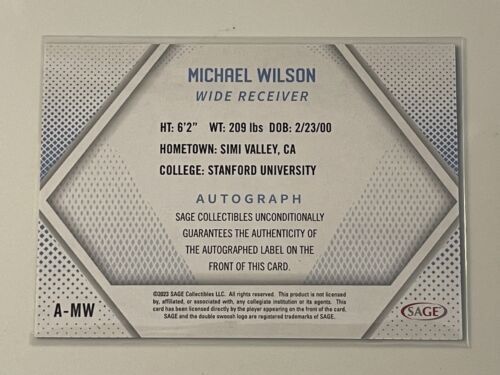 MICHAEL WILSON
WIDE RECEIVER
HT: 6'2" WT: 209 lbs DOB: 2/23/00
HOMETOWN: SIMI VALLEY, CA
COLLEGE: STANFORD UNIVERSITY
AUTOGRAPH
SAGE COLLECTIBLES UNCONDITIONALLY
GUARANTEES THE AUTHENTICITY OF
THE AUTOGRAPHED LABEL ON THE
FRONT OF THIS CARD.
©2023 SAGE Collectibles LLC. All rights reserved. This product is not licensed
by, affiliated, or associated with, any collegiate institution or its agents. This
card has been licensed directly by the player appearing on the front of the card.
SAGE and the double swoosh logo are registered trademarks of SAGE.
A-MW
SAGE